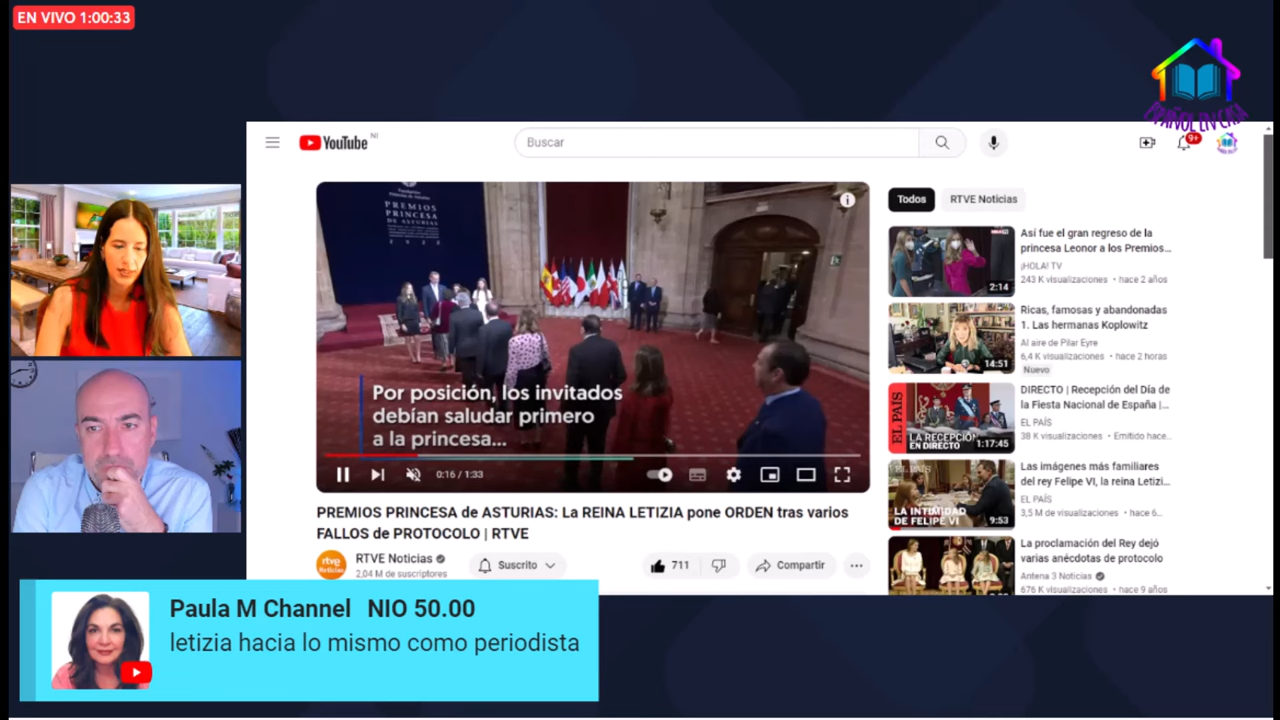 EN VIVO 1:00:33
YouTube NI
Buscar
9+
PREMIOS
PRINCESA
DE ASTURIAS
Por posición, los invitados
debían saludar primero
a la princesa...
0:16 / 1:33
PREMIOS PRINCESA de ASTURIAS: La REINA LETIZIA pone ORDEN tras varios
FALLOS de PROTOCOLO | RTVE
rtve
Noticias
RTVE Noticias
2,04 M de suscriptores
Suscrito
711
Compartir
Todos
RTVE Noticias
2:14
Así fue el gran regreso de la
princesa Leonor a los Premios...
¡HOLA! TV
243 K visualizaciones • hace 2 años
14:51
Ricas, famosas y abandonadas
1. Las hermanas Koplowitz
Al aire de Pilar Eyre
6,4 K visualizaciones • hace 2 horas
Nuevo
EL PAÍS
LA RECEPCIÓN
EN DIRECTO
1:17:45
DIRECTO | Recepción del Día de
la Fiesta Nacional de España |...
EL PAÍS
38 K visualizaciones • Emitido hace...
EL PAÍS
LA INTIMIDAD
DE FELIPE VI
9:53
Las imágenes más familiares
del rey Felipe VI, la reina Letizi...
EL PAÍS
3,5 M de visualizaciones • hace 6...
La proclamación del Rey dejó
varias anécdotas de protocolo
Antena 3 Noticias
676 K visualizaciones • hace 9 años
Paula M Channel NIO 50.00
letizia hacia lo mismo como periodista